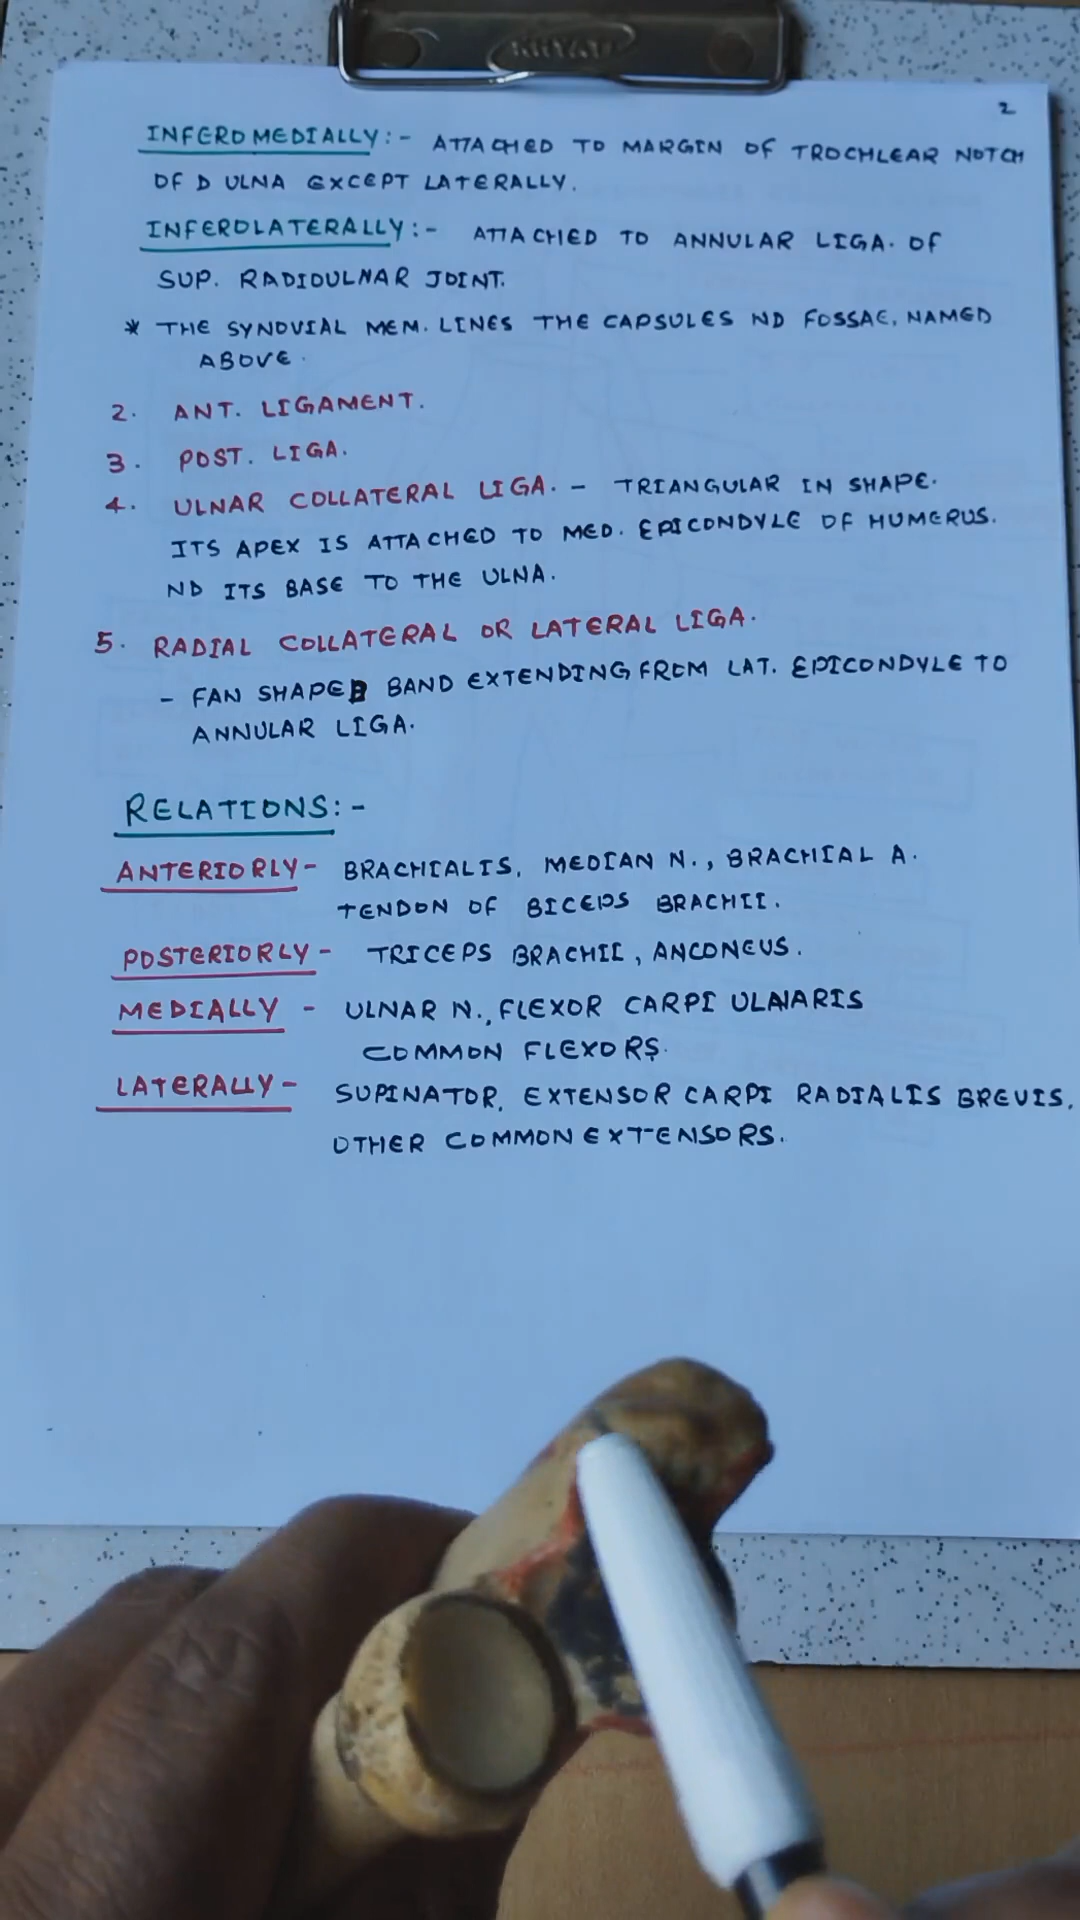 KHYATI
2
INFEROMEDIALLY:- ATTACHED TO MARGIN OF TROCHLEAR NOTCH
OF D ULNA EXCEPT LATERALLY.
INFEROLATERALLY:- ATTACHED TO ANNULAR LIGA. OF
SUP. RADIOULNAR JOINT.
* THE SYNOVIAL MEM. LINES THE CAPSULES ND FOSSAE, NAMED
ABOVE.
2. ANT. LIGAMENT.
3. POST. LIGA.
4. ULNAR COLLATERAL LIGA. - TRIANGULAR IN SHAPE.
ITS APEX IS ATTACHED TO MED. EPICONDYLE OF HUMERUS.
ND ITS BASE TO THE ULNA.
5. RADIAL COLLATERAL OR LATERAL LIGA.
- FAN SHAPED BAND EXTENDING FROM LAT. EPICONDYLE TO
ANNULAR LIGA.
RELATIONS:-
ANTERIORLY- BRACHIALIS, MEDIAN N., BRACHIAL A.
TENDON OF BICEPS BRACHII.
POSTERIORLY- TRICEPS BRACHII, ANCONEUS.
MEDIALLY - ULNAR N., FLEXOR CARPI ULNARIS
COMMON FLEXORS.
LATERALLY- SUPINATOR, EXTENSOR CARPI RADIALIS BREVIS,
OTHER COMMON EXTENSORS.